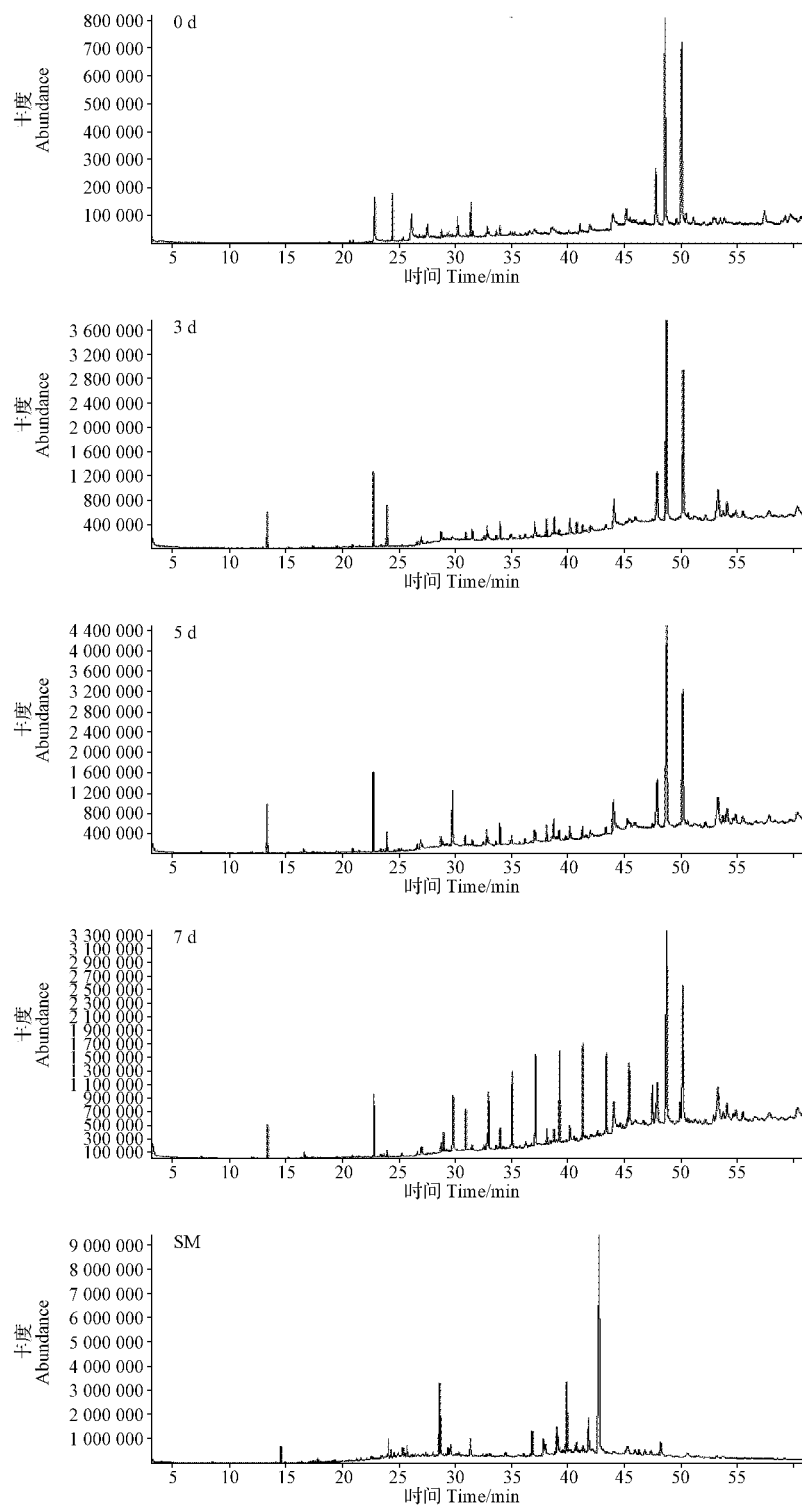 0 d
800 000
700 000
600 000
500 000
400 000
300 000
200 000
100 000
丰度
Abundance
5 10 15 20 25 30 35 40 45 50 55
时间 Time/min
3 d
3 600 000
3 200 000
2 800 000
2 400 000
2 000 000
1 600 000
1 200 000
800 000
400 000
丰度
Abundance
5 10 15 20 25 30 35 40 45 50 55
时间 Time/min
5 d
4 400 000
4 000 000
3 600 000
3 200 000
2 800 000
2 400 000
2 000 000
1 600 000
1 200 000
800 000
400 000
丰度
Abundance
5 10 15 20 25 30 35 40 45 50 55
时间 Time/min
7 d
3 300 000
3 100 000
2 900 000
2 700 000
2 500 000
2 300 000
2 100 000
1 900 000
1 700 000
1 500 000
1 300 000
1 100 000
900 000
700 000
500 000
300 000
100 000
丰度
Abundance
5 10 15 20 25 30 35 40 45 50 55
时间 Time/min
SM
9 000 000
8 000 000
7 000 000
6 000 000
5 000 000
4 000 000
3 000 000
2 000 000
1 000 000
丰度
Abundance
5 10 15 20 25 30 35 40 45 50 55
时间 Time/min